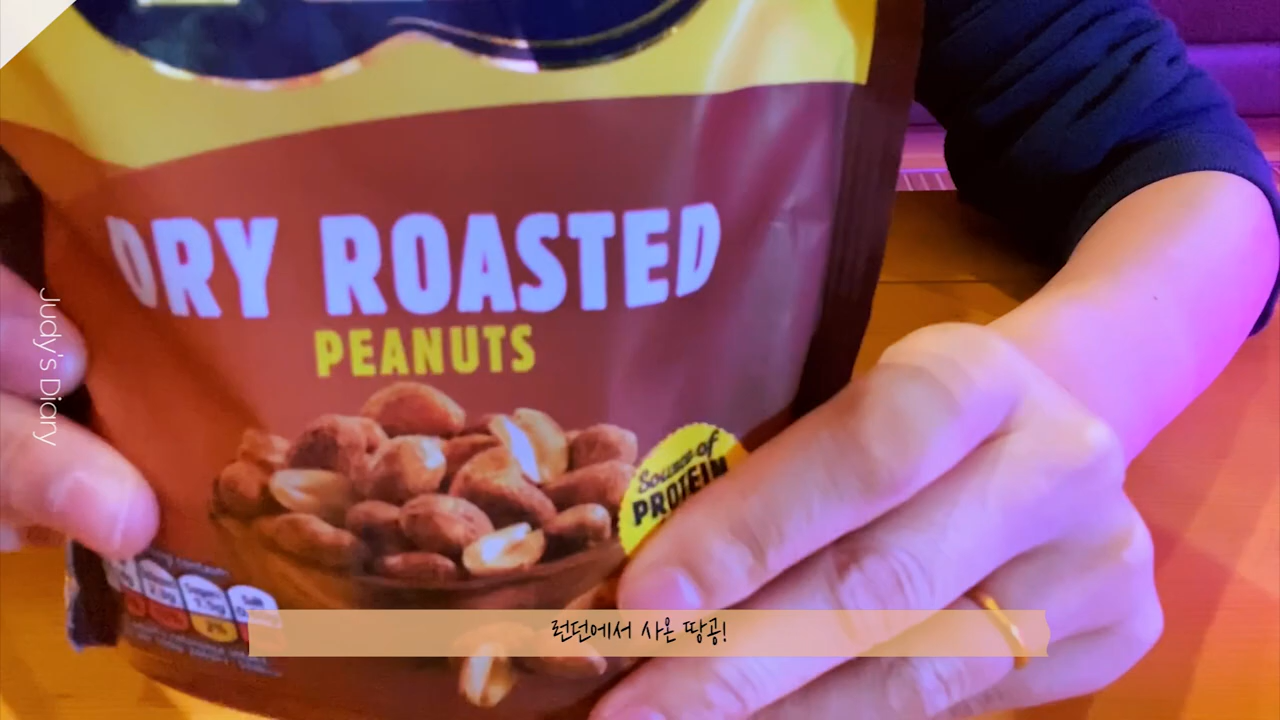 DRY ROASTED
PEANUTS
Source of
PROTEIN
Judy's Diary
런던에서 사온 땅콩!